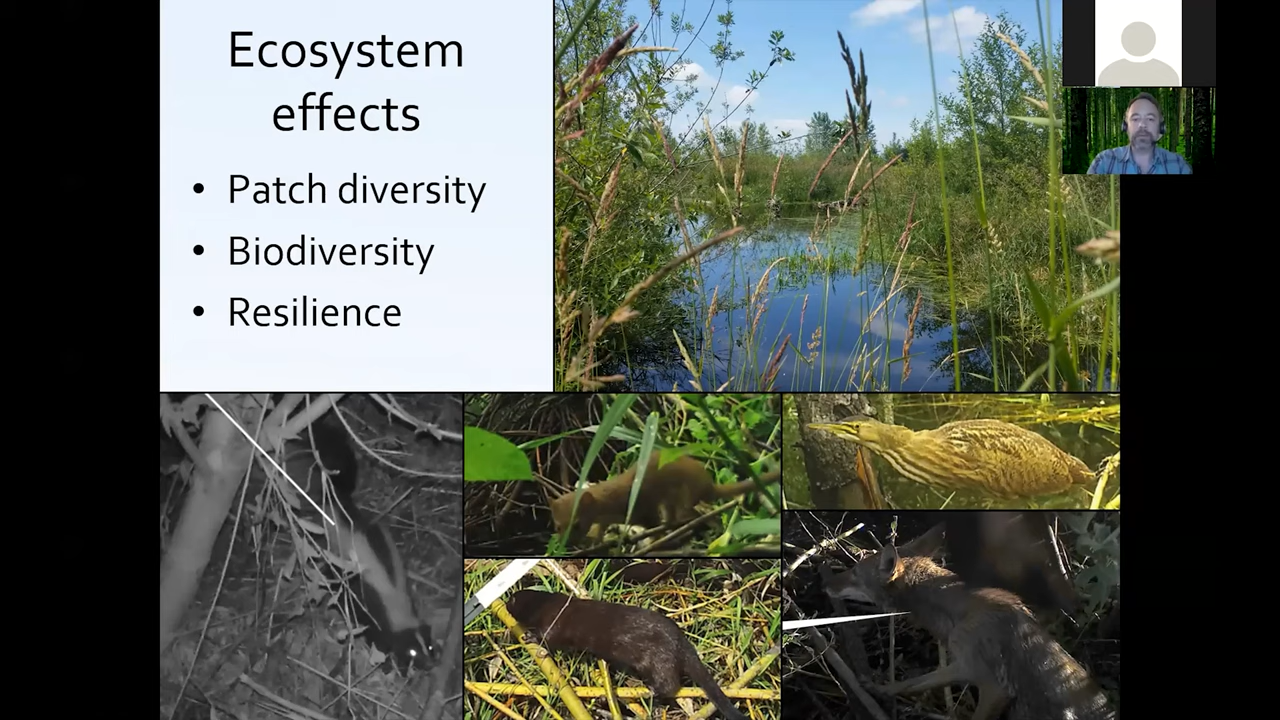 Ecosystem
effects
• Patch diversity
• Biodiversity
• Resilience